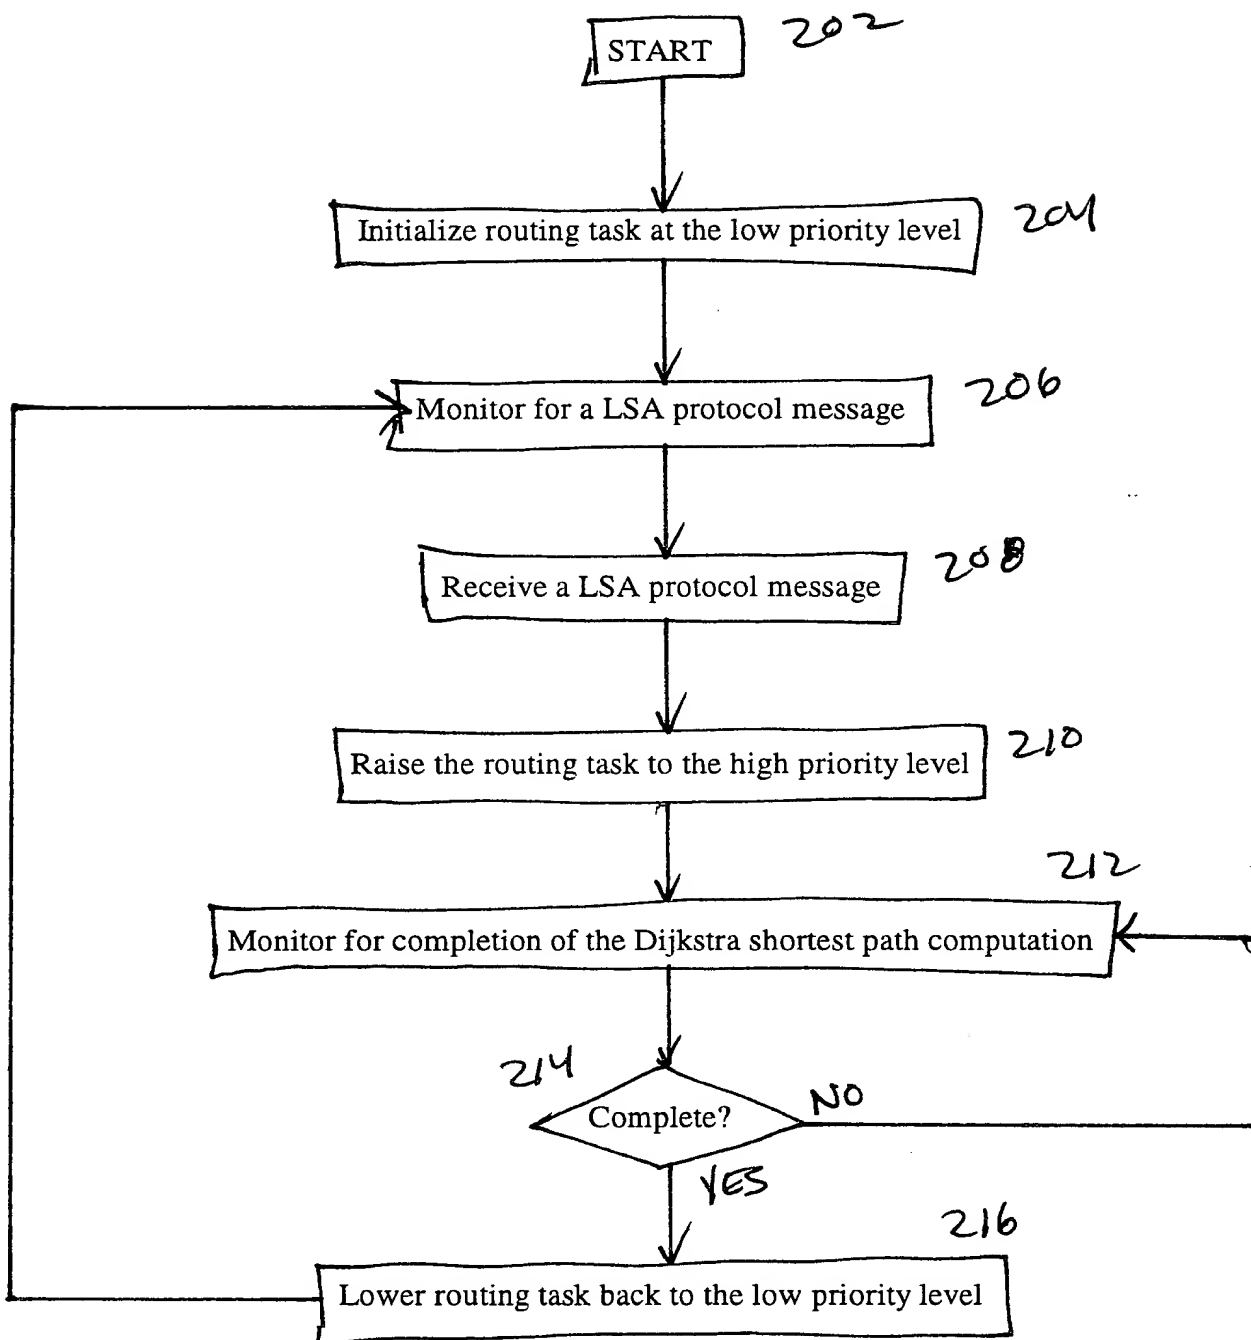 START
202
Initialize routing task at the low priority level
204
Monitor for a LSA protocol message
206
Receive a LSA protocol message
208
Raise the routing task to the high priority level
210
212
Monitor for completion of the Dijkstra shortest path computation
214
Complete?
NO
YES
216
Lower routing task back to the low priority level